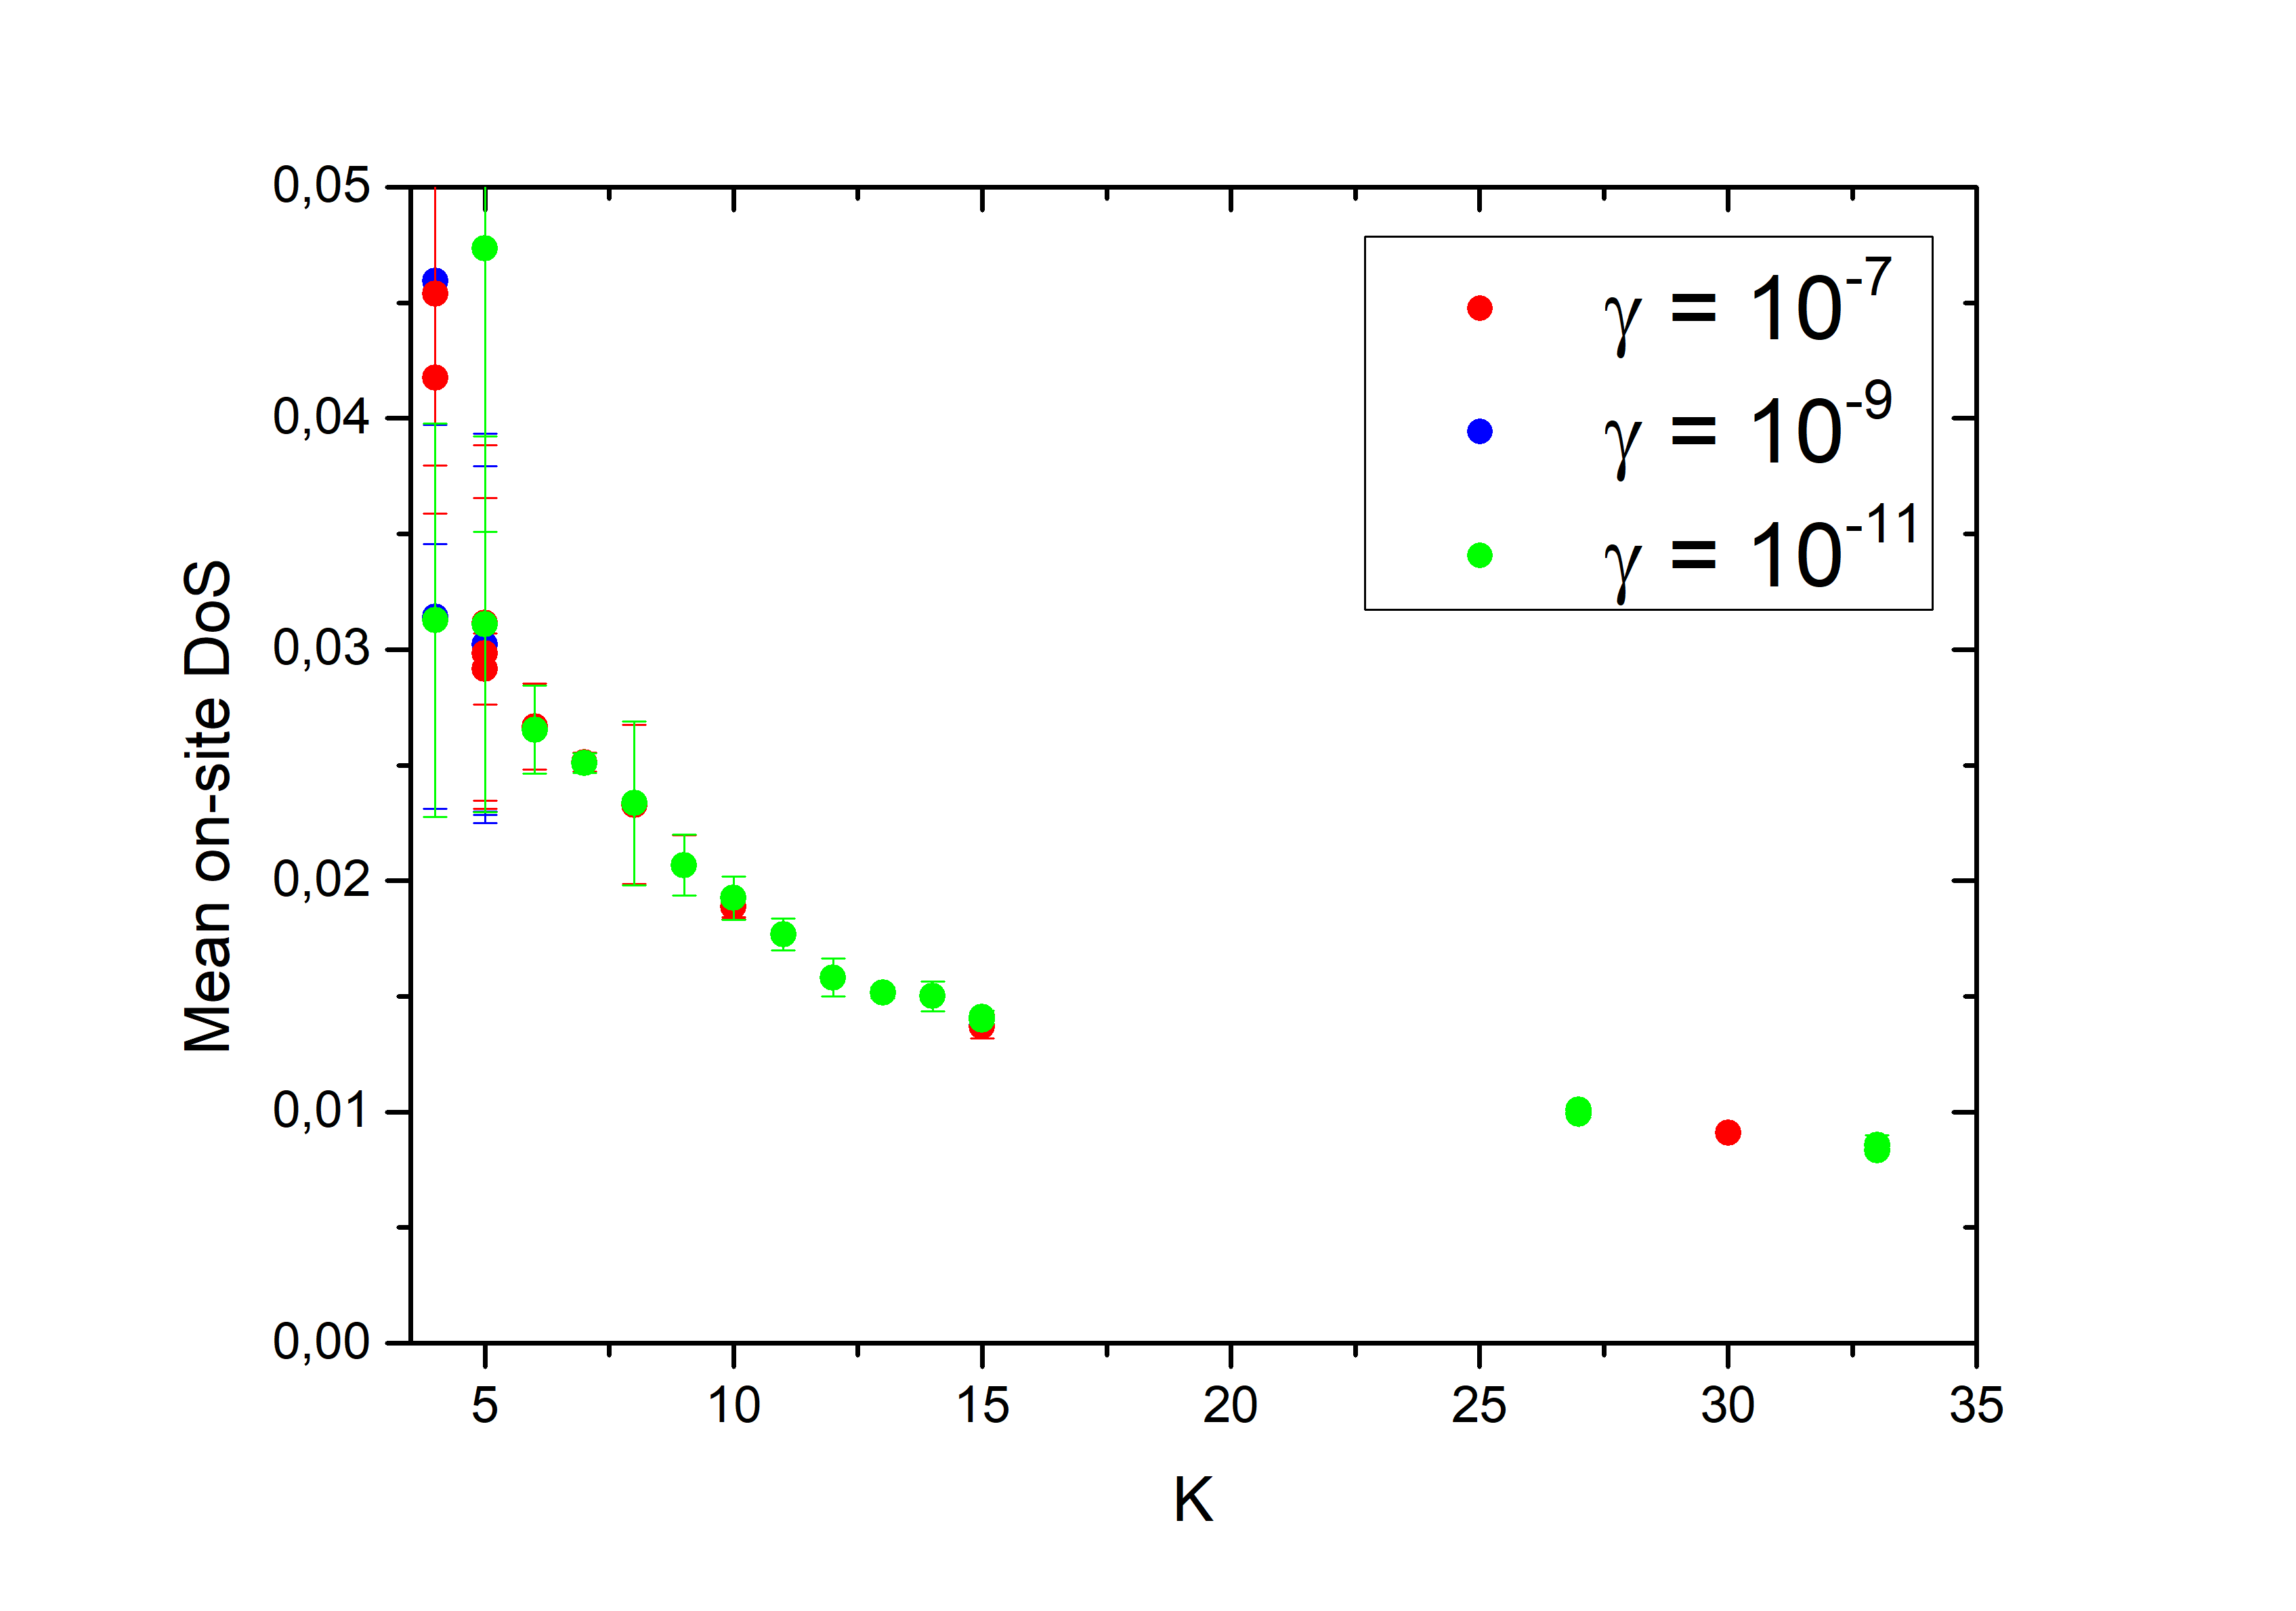 0,05
0,04
0,03
0,02
0,01
0,00
Mean on-site DoS
γ = 10^-7
γ = 10^-9
γ = 10^-11
5 10 15 20 25 30 35
K